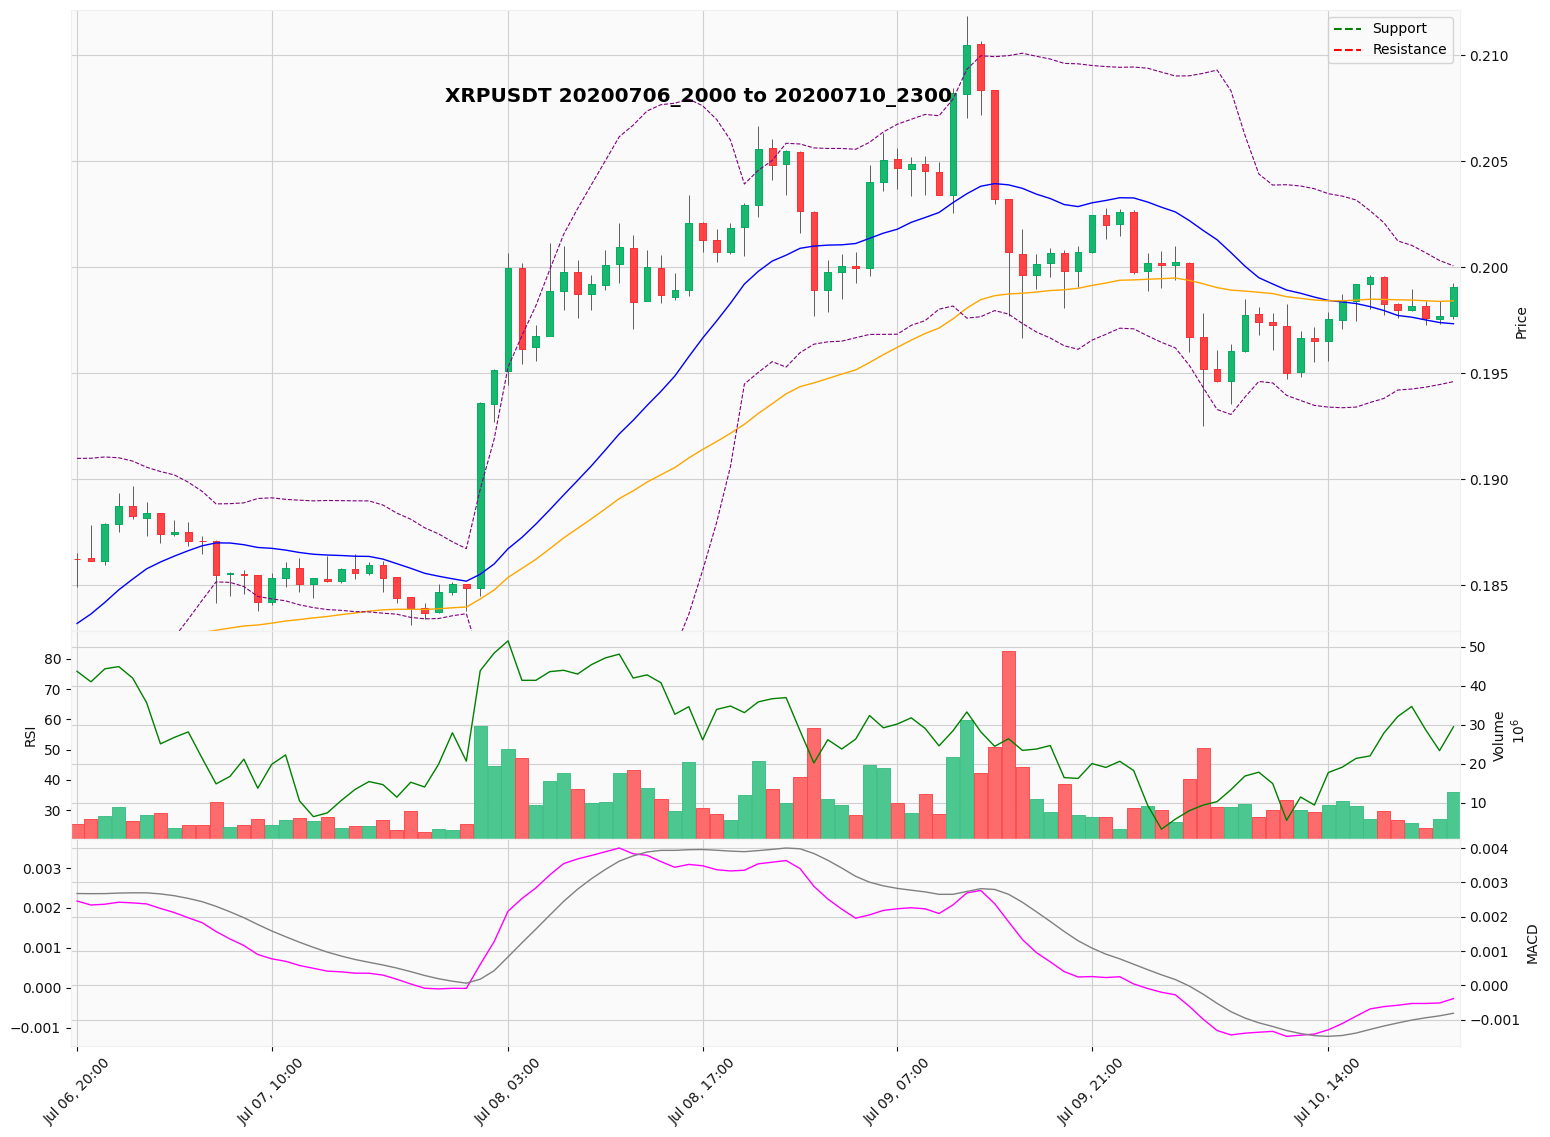 XRPUSDT 20200706_2000 to 20200710_2300
Support
Resistance
0.210
0.205
0.200
0.195
0.190
0.185
Price
80
70
60
50
40
30
RSI
50
40
30
20
10
Volume
10^6
0.003
0.002
0.001
0.000
−0.001
0.004
0.003
0.002
0.001
0.000
−0.001
MACD
Jul 06, 20:00
Jul 07, 10:00
Jul 08, 03:00
Jul 08, 17:00
Jul 09, 07:00
Jul 09, 21:00
Jul 10, 14:00